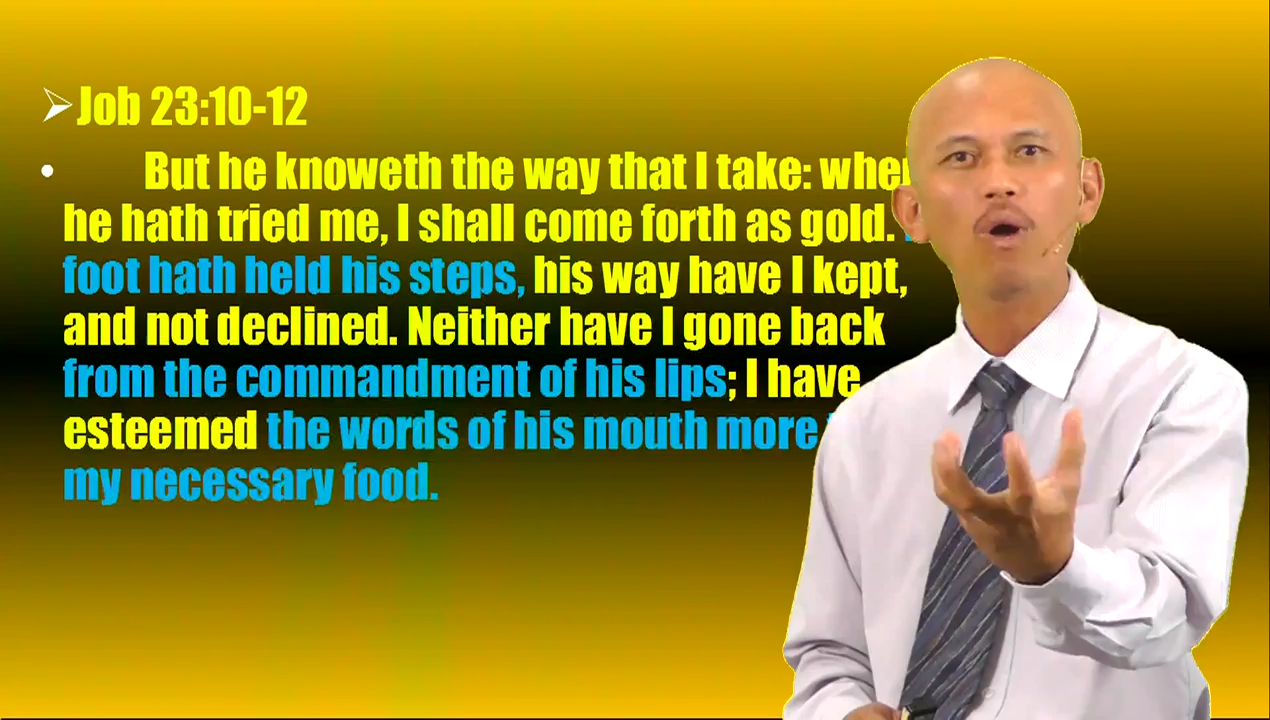 Job 23:10-12
But he knoweth the way that I take:
he hath tried me, I shall come forth as gold.
foot hath held his steps, his way have I kept,
and not declined. Neither have I gone back
from the commandment of his lips; I have
esteemed the words of his mouth more
my necessary food.